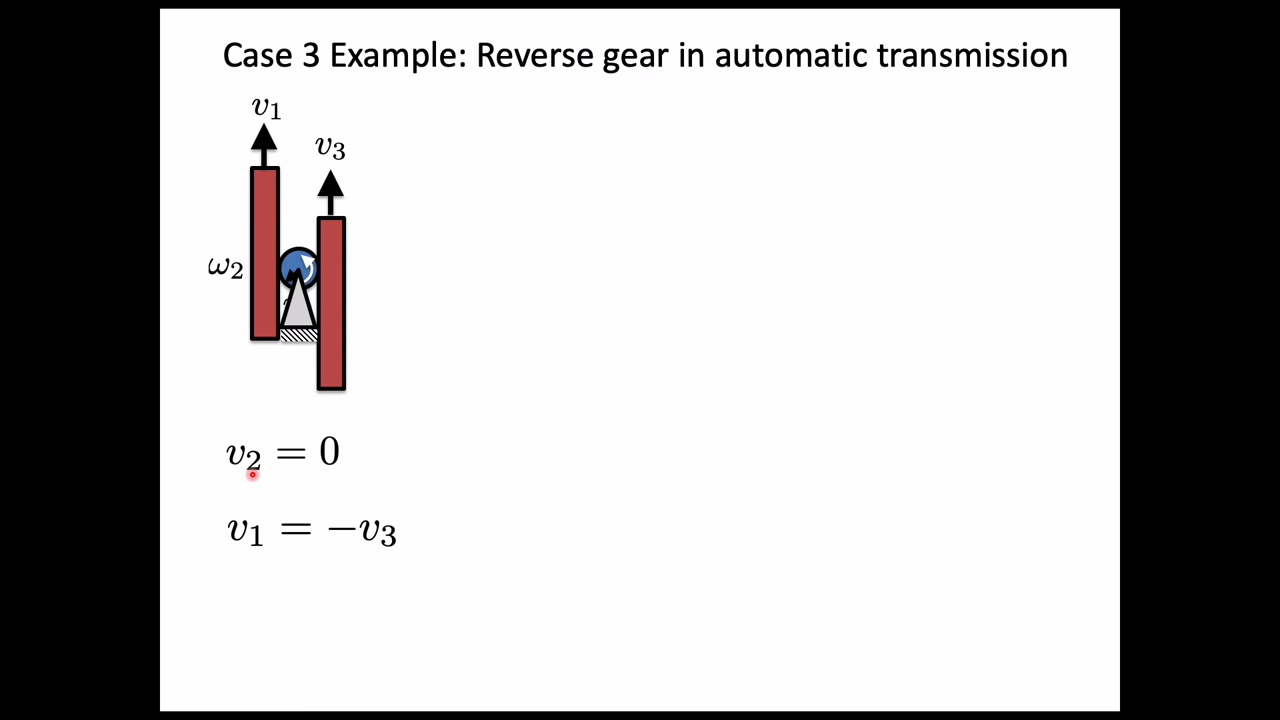 Case 3 Example: Reverse gear in automatic transmission
v₁
v₃
ω₂
v₂ = 0
v₁ = −v₃